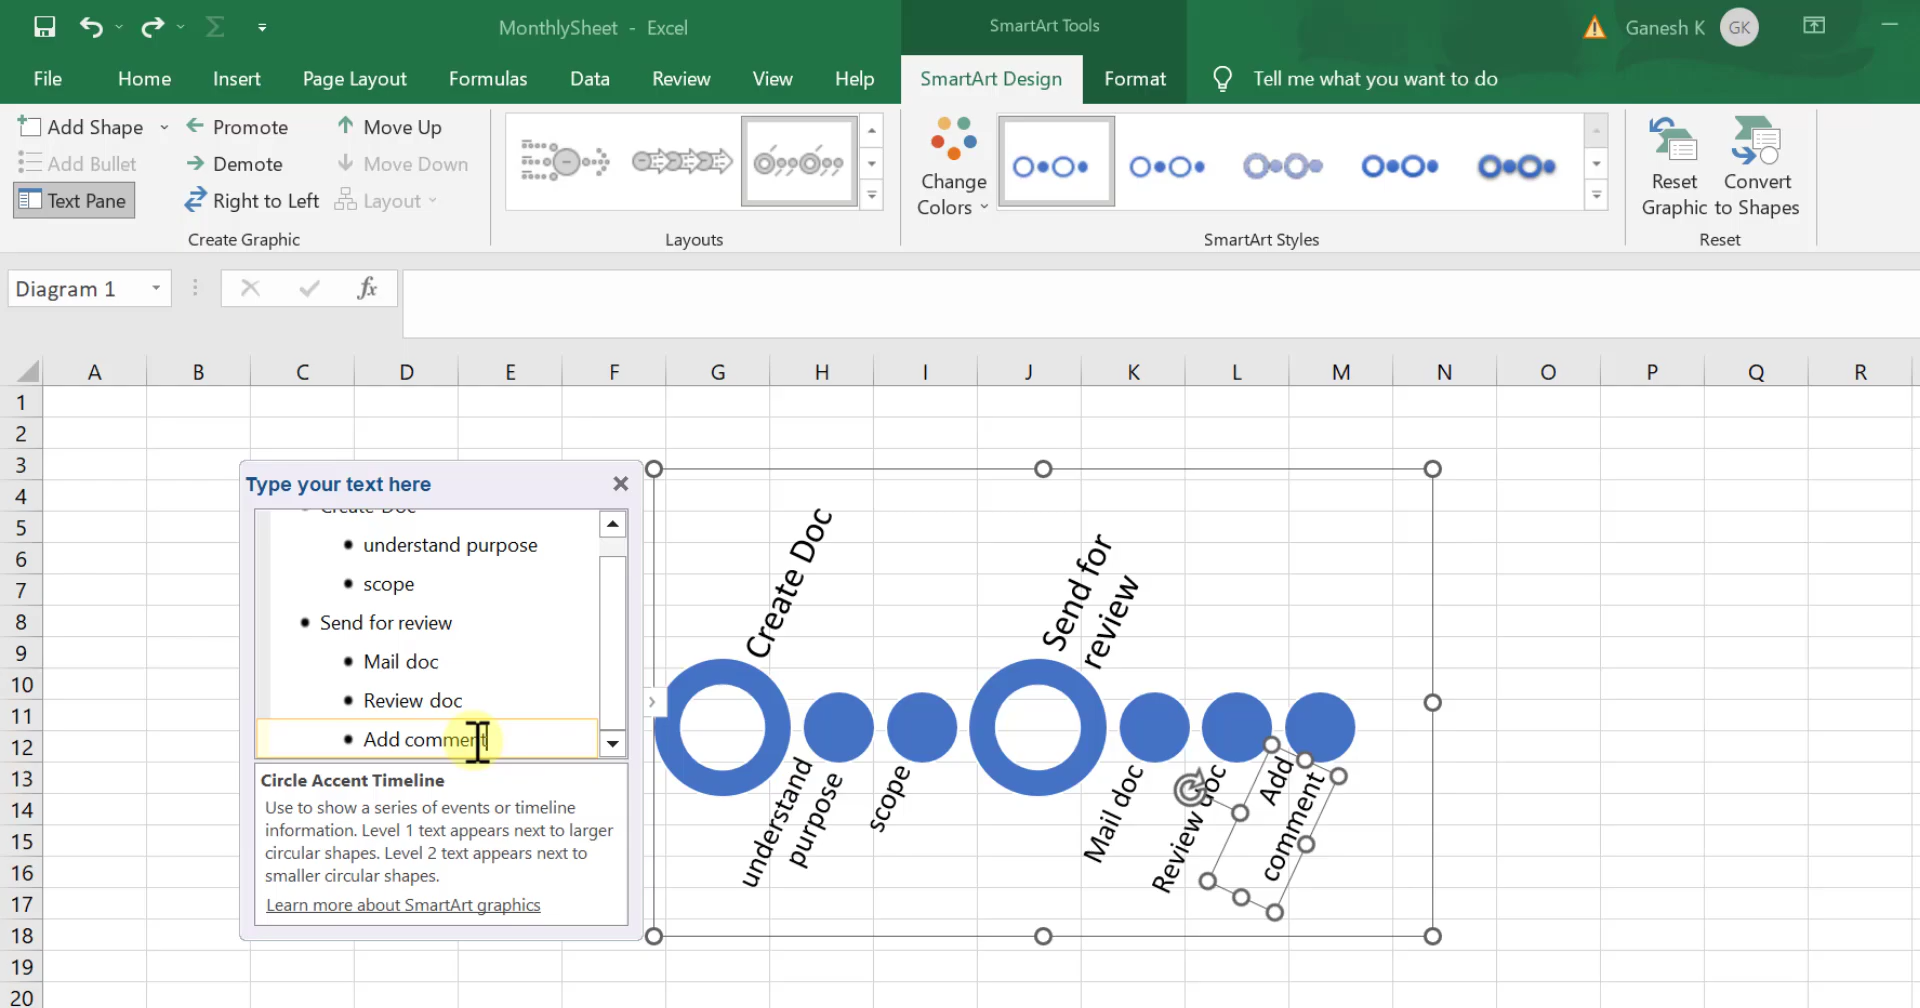 MonthlySheet - Excel
SmartArt Tools
Ganesh K
GK
File
Home
Insert
Page Layout
Formulas
Data
Review
View
Help
SmartArt Design
Format
Tell me what you want to do
Add Shape
Promote
Move Up
Add Bullet
Demote
Move Down
Text Pane
Right to Left
Layout
Create Graphic
Layouts
Change
Colors
SmartArt Styles
Reset
Graphic
Convert
to Shapes
Reset
Diagram 1
fx
A B C D E F G H I J K L M N O P Q R
1
2
3
4
5
6
7
8
9
10
11
12
13
14
15
16
17
18
19
20
Type your text here
Create Doc
understand purpose
scope
Send for review
Mail doc
Review doc
Add comment
Circle Accent Timeline
Use to show a series of events or timeline
information. Level 1 text appears next to larger
circular shapes. Level 2 text appears next to
smaller circular shapes.
Learn more about SmartArt graphics
Create Doc
understand
purpose
scope
Send for
review
Mail doc
Review doc
Add
comment